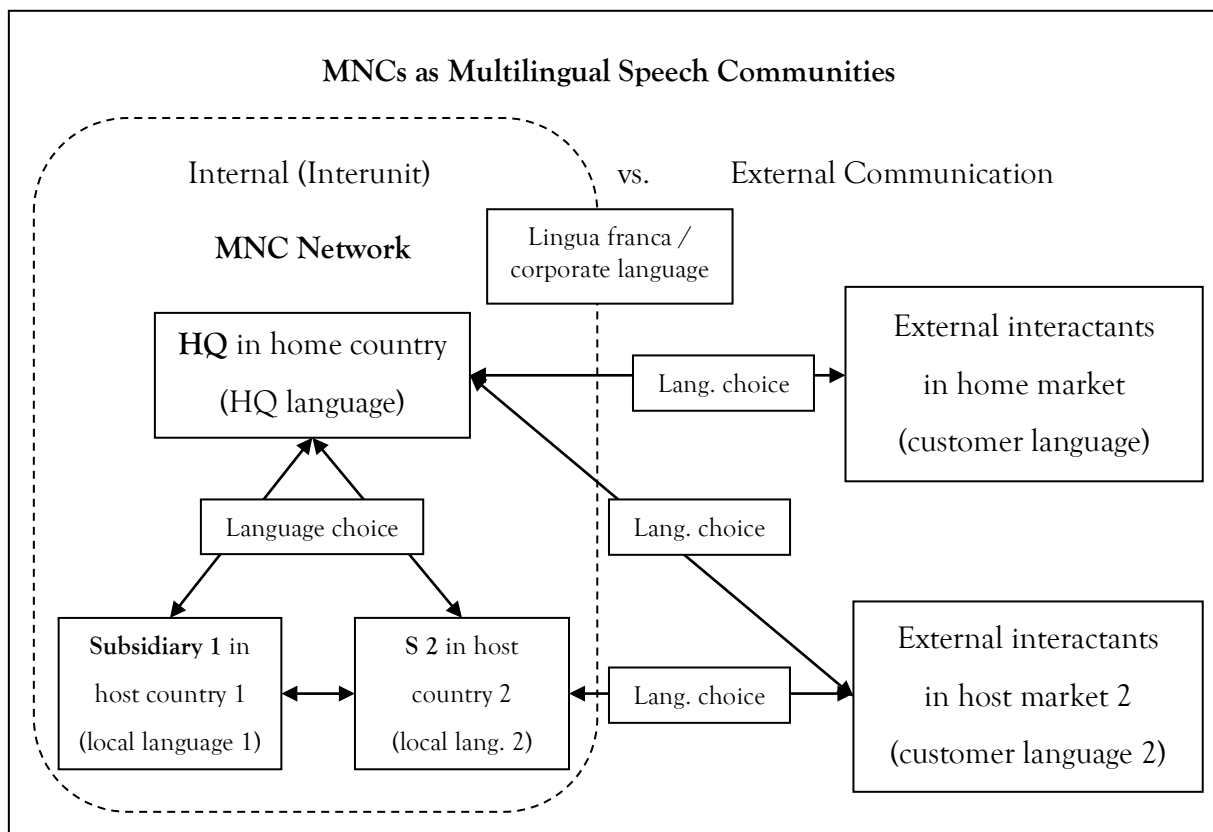 MNCs as Multilingual Speech Communities
Internal (Interunit) vs. External Communication
MNC Network
Lingua franca /
corporate language
HQ in home country
(HQ language)
Lang. choice
External interactants
in home market
(customer language)
Language choice
Lang. choice
Subsidiary 1 in
host country 1
(local language 1)
S 2 in host
country 2
(local lang. 2)
Lang. choice
External interactants
in host market 2
(customer language 2)